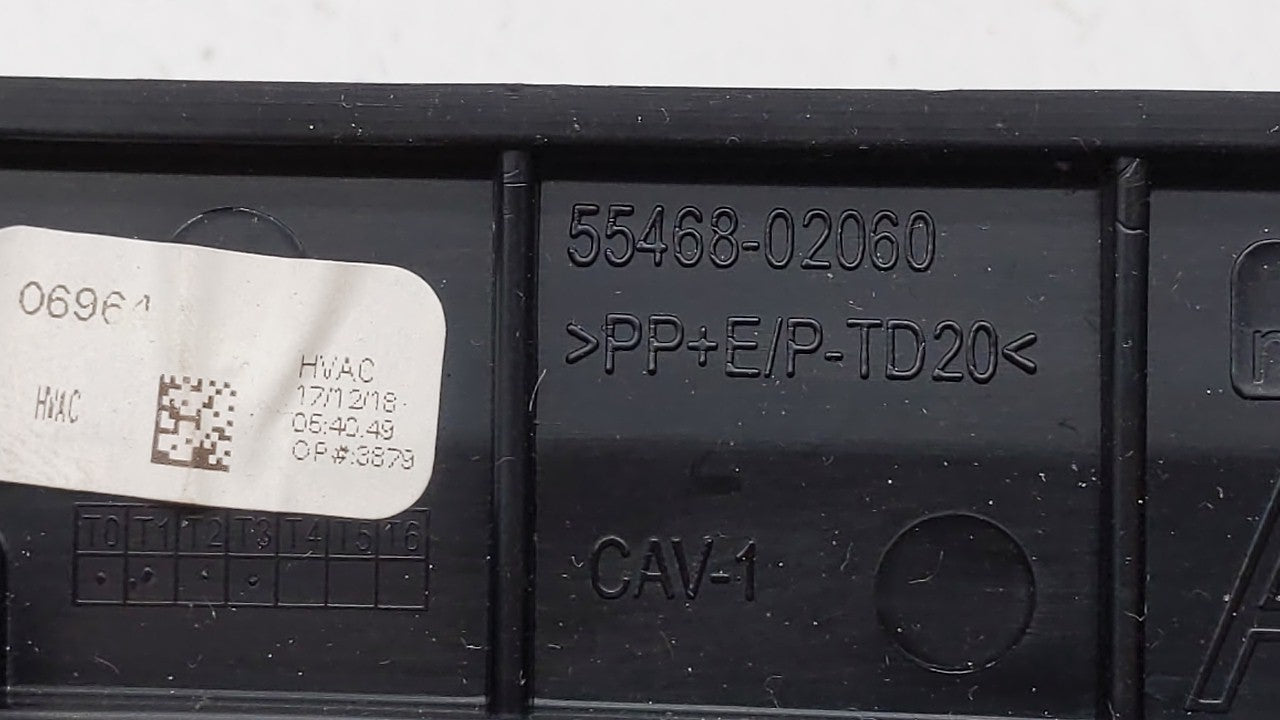 06961
HVAC
HVAC
17/12/18
05:40:49
OP#:3879
T0 T1 T2 T3 T4 T5 T6
55468-02060
>PP+E/P-TD20<
CAV-1